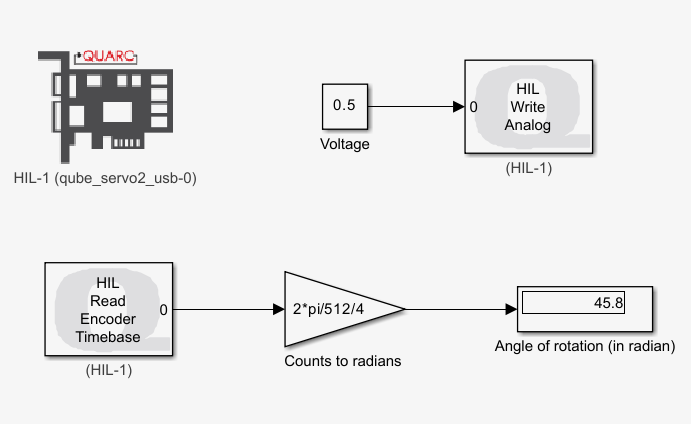 QUARC
HIL-1 (qube_servo2_usb-0)
0.5
Voltage
0
HIL
Write
Analog
(HIL-1)
HIL
Read
Encoder
Timebase
0
(HIL-1)
2*pi/512/4
Counts to radians
45.8
Angle of rotation (in radian)